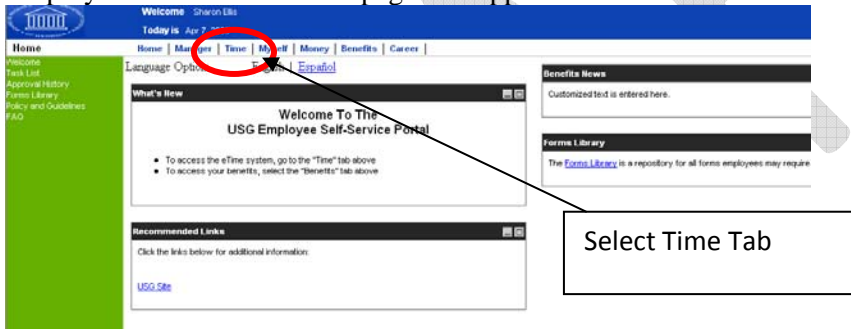 Welcome Sharon Ellis
Today is Apr 7,
Home
Home | Manager | Time | Myself | Money | Benefits | Career |
Welcome
Task List
Approval History
Forms Library
Policy and Guidelines
FAQ
Language Option English | Español
What's New
Welcome To The
USG Employee Self-Service Portal
• To access the eTime system, go to the "Time" tab above
• To access your benefits, select the "Benefits" tab above
Benefits News
Customized text is entered here.
Forms Library
The Forms Library is a repository for all forms employees may require
Select Time Tab
Recommended Links
Click the links below for additional information:
USG Site